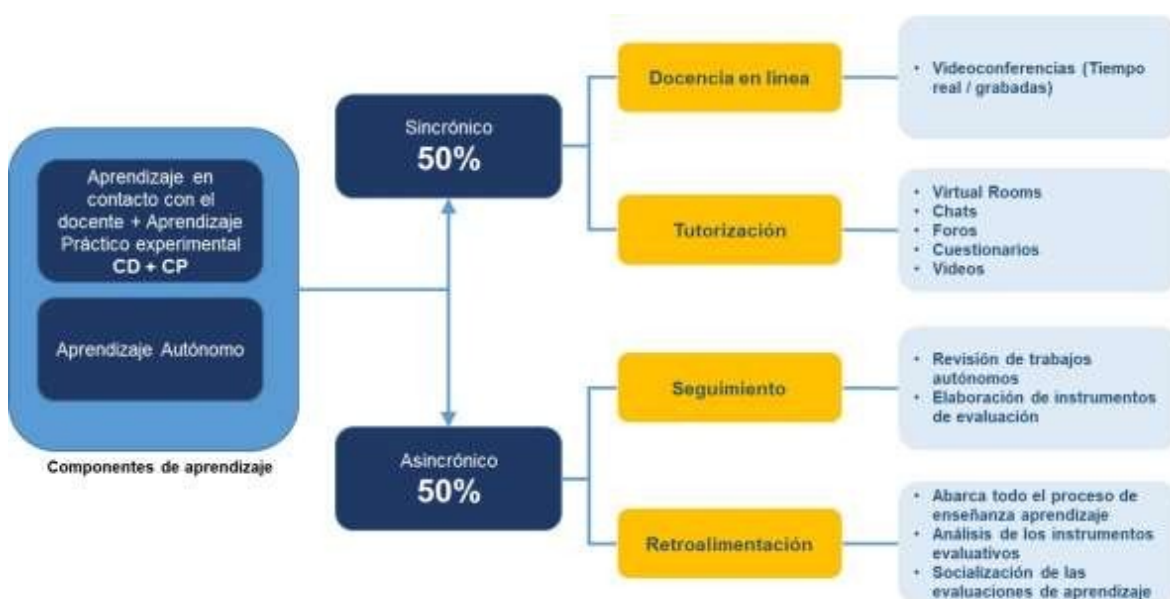 Aprendizaje en
contacto con el
docente + Aprendizaje
Práctico experimental
CD + CP
Aprendizaje Autónomo
Componentes de aprendizaje
Sincrónico
50%
Docencia en línea
• Videoconferencias (Tiempo
real / grabadas)
Tutorización
• Virtual Rooms
• Chats
• Foros
• Cuestionarios
• Videos
Asincrónico
50%
Seguimiento
• Revisión de trabajos
autónomos
• Elaboración de instrumentos
de evaluación
Retroalimentación
• Abarca todo el proceso de
enseñanza aprendizaje
• Análisis de los instrumentos
evaluativos
• Socialización de las
evaluaciones de aprendizaje